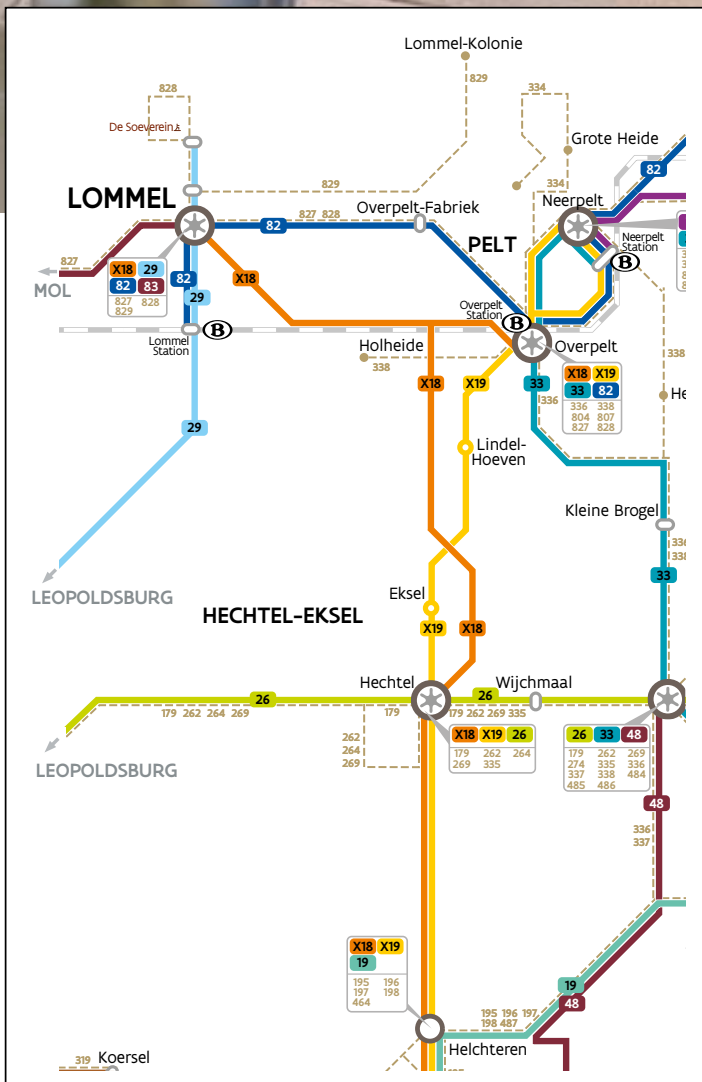 Lommel-Kolonie
829
828
334
De Soeverein
Grote Heide
82
829
334
LOMMEL
Neerpelt
Overpelt-Fabriek
827 828
82
PELT
Neerpelt
Station
B
827
MOL
X18 29
82 83
827 828
829
82
29
X18
Overpelt
Station
B
Lommel
Station
B
Holheide
338
Overpelt
338
X18 X19
33 82
336 338
804 807
827 828
X18
X19
33
336
He
29
Lindel-
Hoeven
Kleine Brogel
336
338
33
LEOPOLDSBURG
Eksel
HECHTEL-EKSEL
X19
X18
Hechtel
Wijchmaal
26
26
179 262 264 269
179
179 262 269 335
262
264
269
LEOPOLDSBURG
X18 X19 26
179 262 264
269 335
26 33 48
179 262 269
274 335 336
337 338 484
485 486
48
336
337
X18 X19
19
195 196
197 198
464
19
48
195 196 197
198 487
Helchteren
319
Koersel